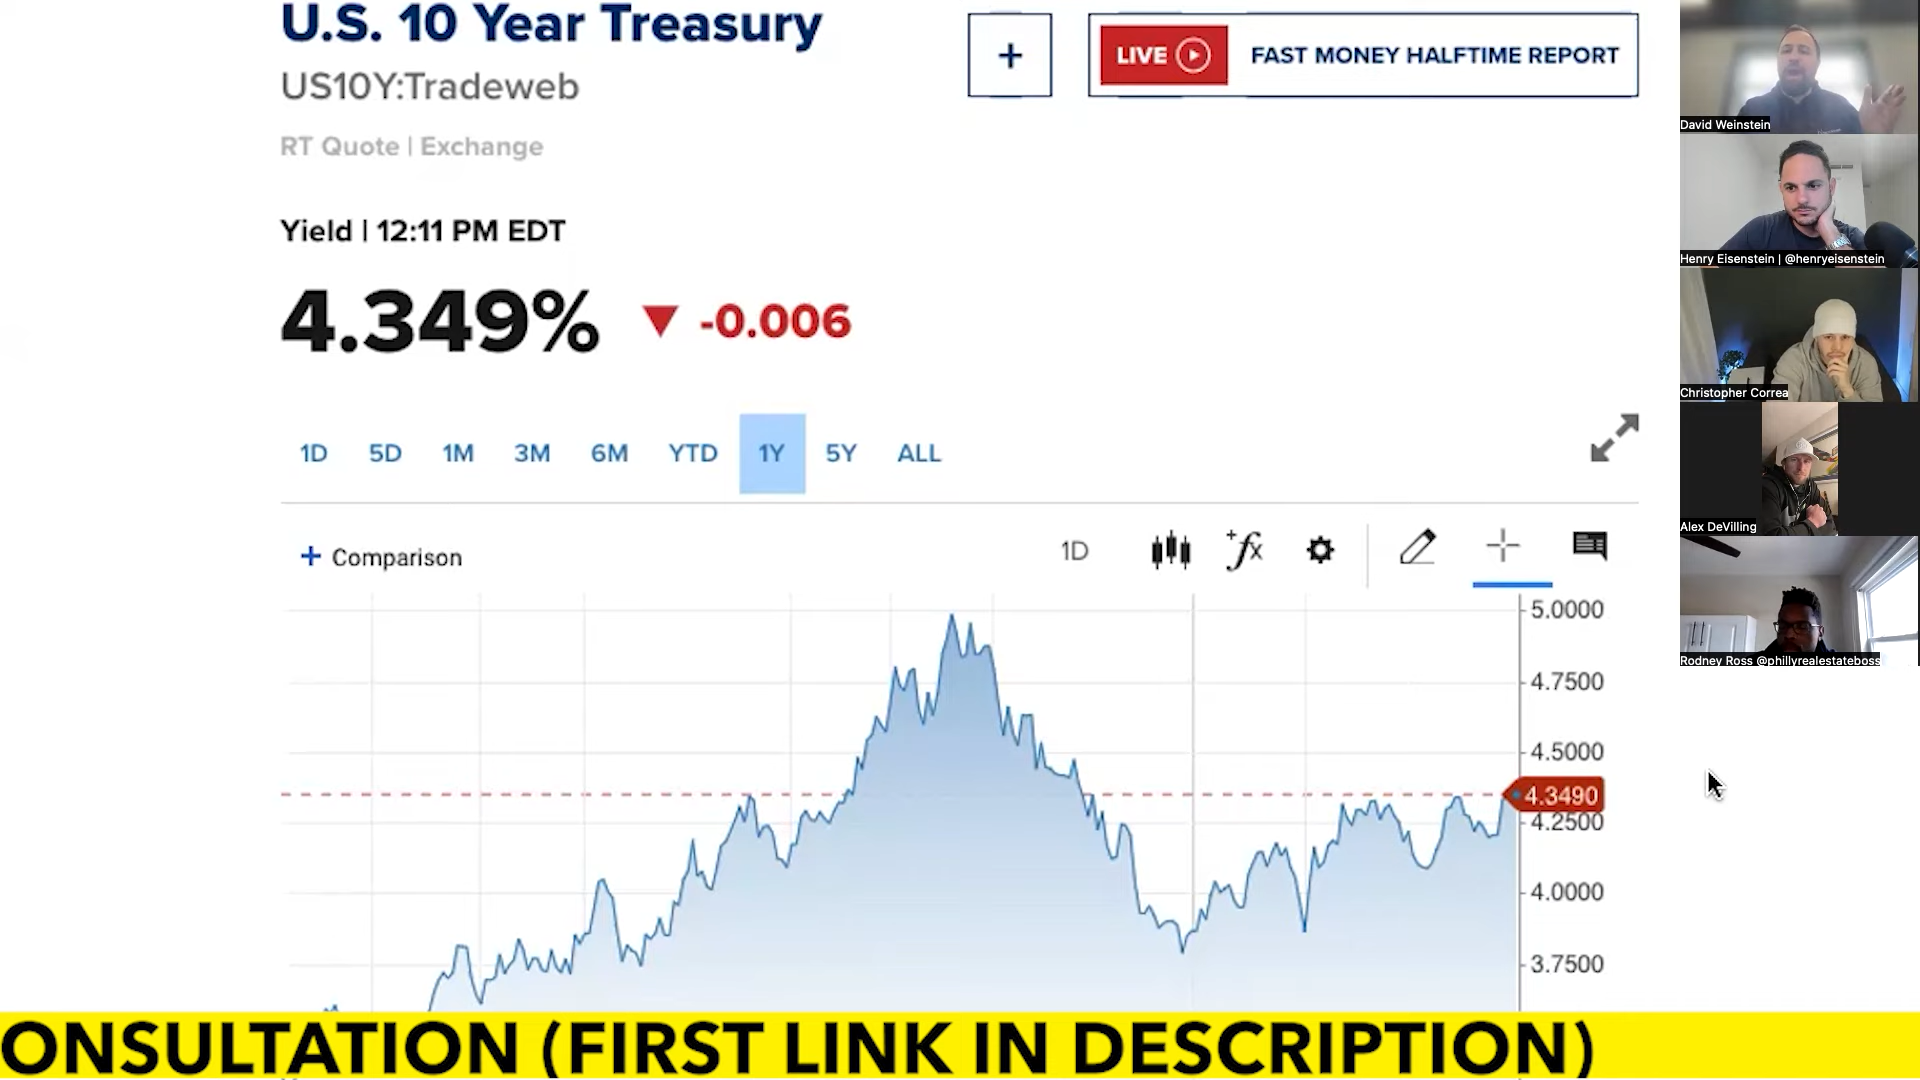 U.S. 10 Year Treasury
US10Y:Tradeweb
RT Quote | Exchange
+
LIVE
FAST MONEY HALFTIME REPORT
Yield | 12:11 PM EDT
4.349% ▼ -0.006
1D 5D 1M 3M 6M YTD 1Y 5Y ALL
+ Comparison
1D
+fx
5.0000
4.7500
4.5000
4.3490
4.2500
4.0000
3.7500
David Weinstein
Henry Eisenstein | @henryeisenstein
Christopher Correa
Alex DeVilling
Rodney Ross @phillyrealestateboss
ONSULTATION (FIRST LINK IN DESCRIPTION)